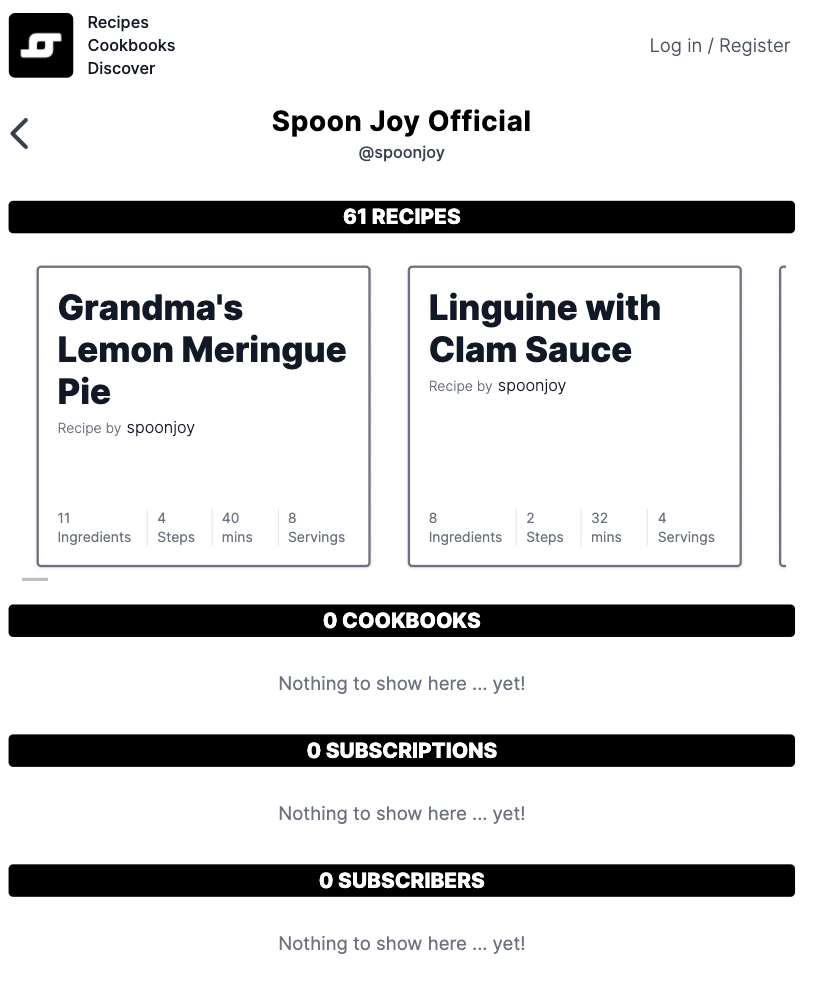 Recipes
Cookbooks
Discover
Log in / Register
Spoon Joy Official
@spoonjoy
61 RECIPES
Grandma's
Lemon Meringue
Pie
Recipe by spoonjoy
11
Ingredients
4
Steps
40
mins
8
Servings
Linguine with
Clam Sauce
Recipe by spoonjoy
8
Ingredients
2
Steps
32
mins
4
Servings
0 COOKBOOKS
Nothing to show here ... yet!
0 SUBSCRIPTIONS
Nothing to show here ... yet!
0 SUBSCRIBERS
Nothing to show here ... yet!